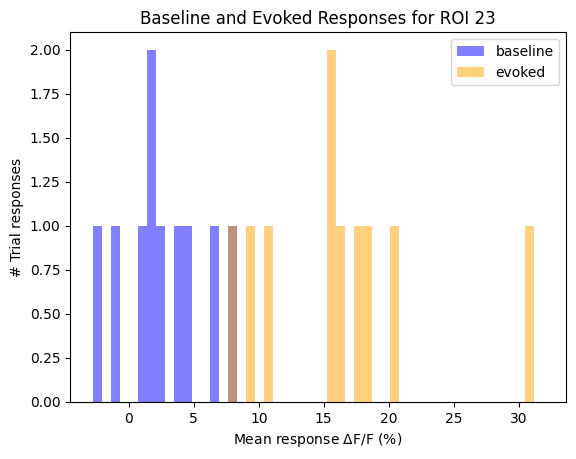 Baseline and Evoked Responses for ROI 23
baseline
evoked
# Trial responses
2.00
1.75
1.50
1.25
1.00
0.75
0.50
0.25
0.00
0 5 10 15 20 25 30
Mean response ΔF/F (%)